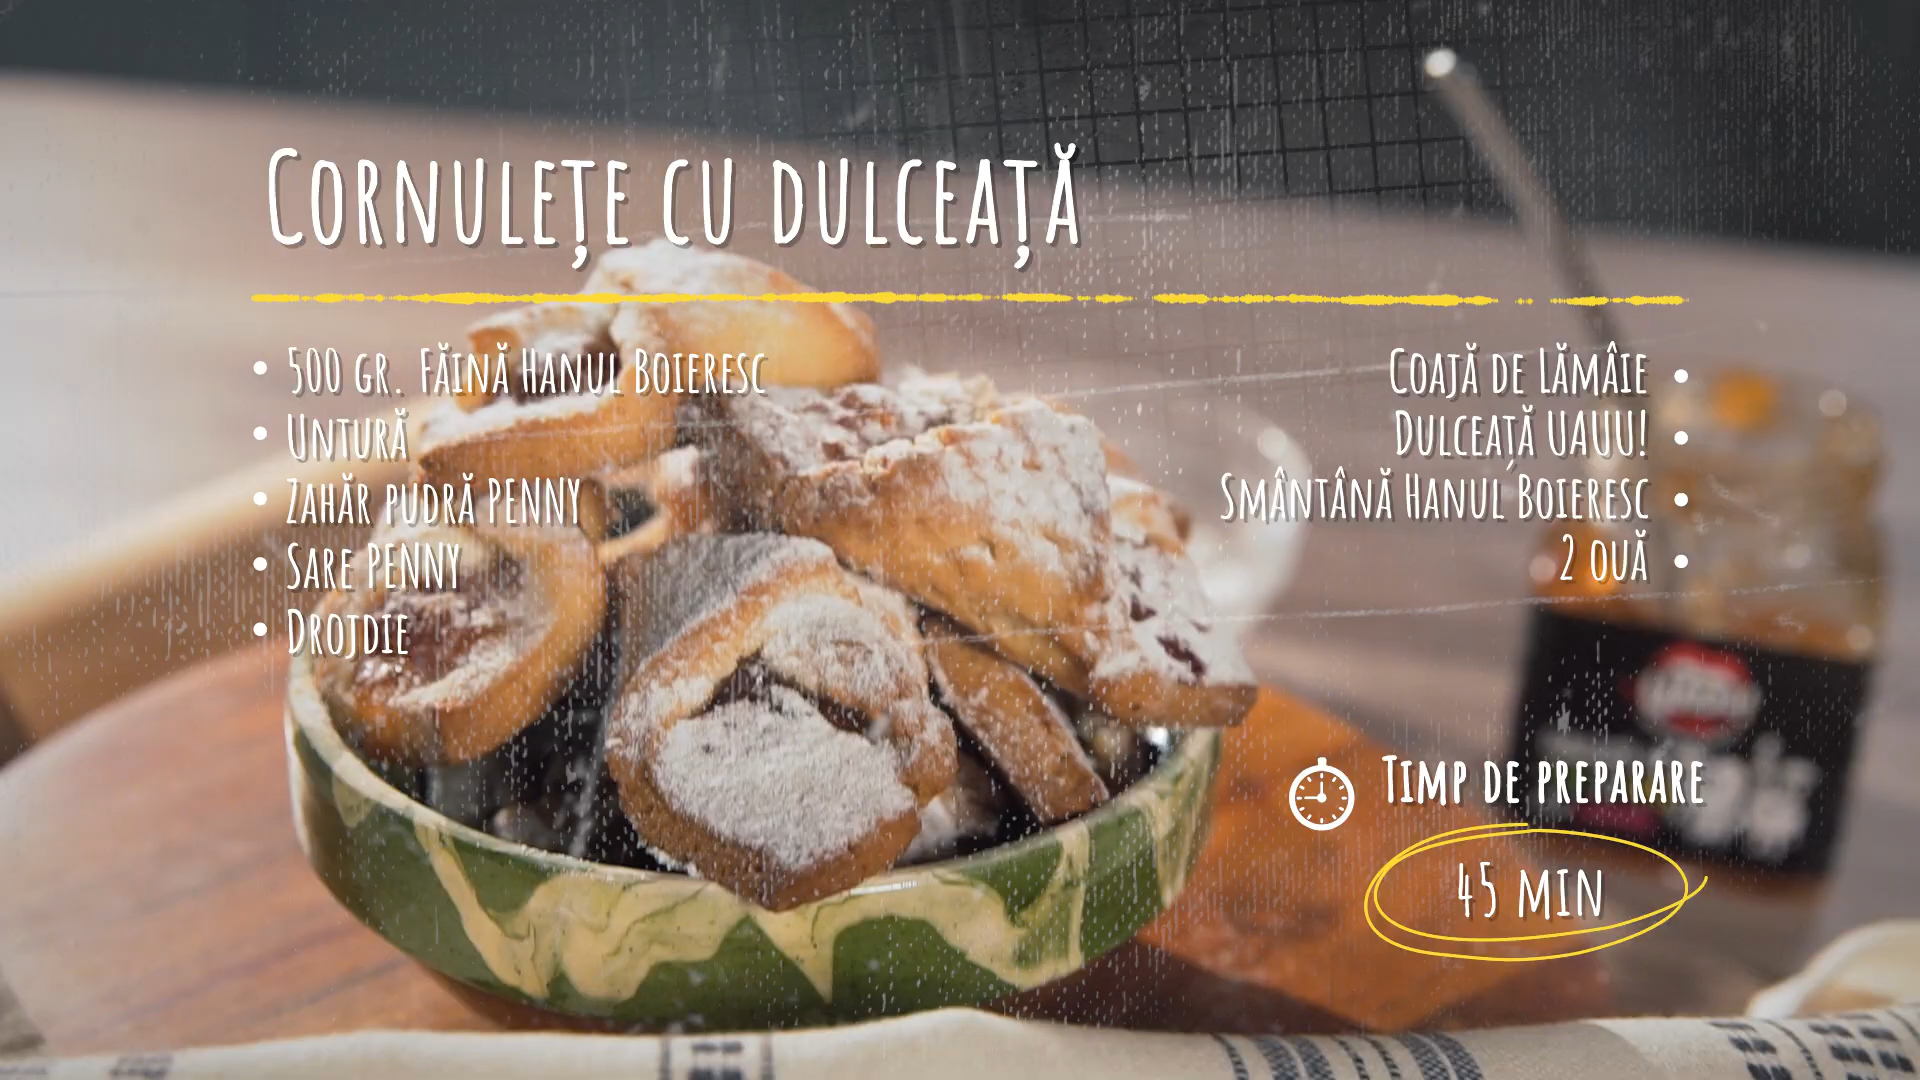 Cornulețe cu dulceață
• 500 gr. Făină Hanul Boieresc
• Untură
• Zahăr pudră PENNY
• Sare PENNY
• Drojdie
Coajă de Lămâie •
Dulceață UAUU! •
Smântână Hanul Boieresc •
2 ouă •
Timp de preparare
45 min